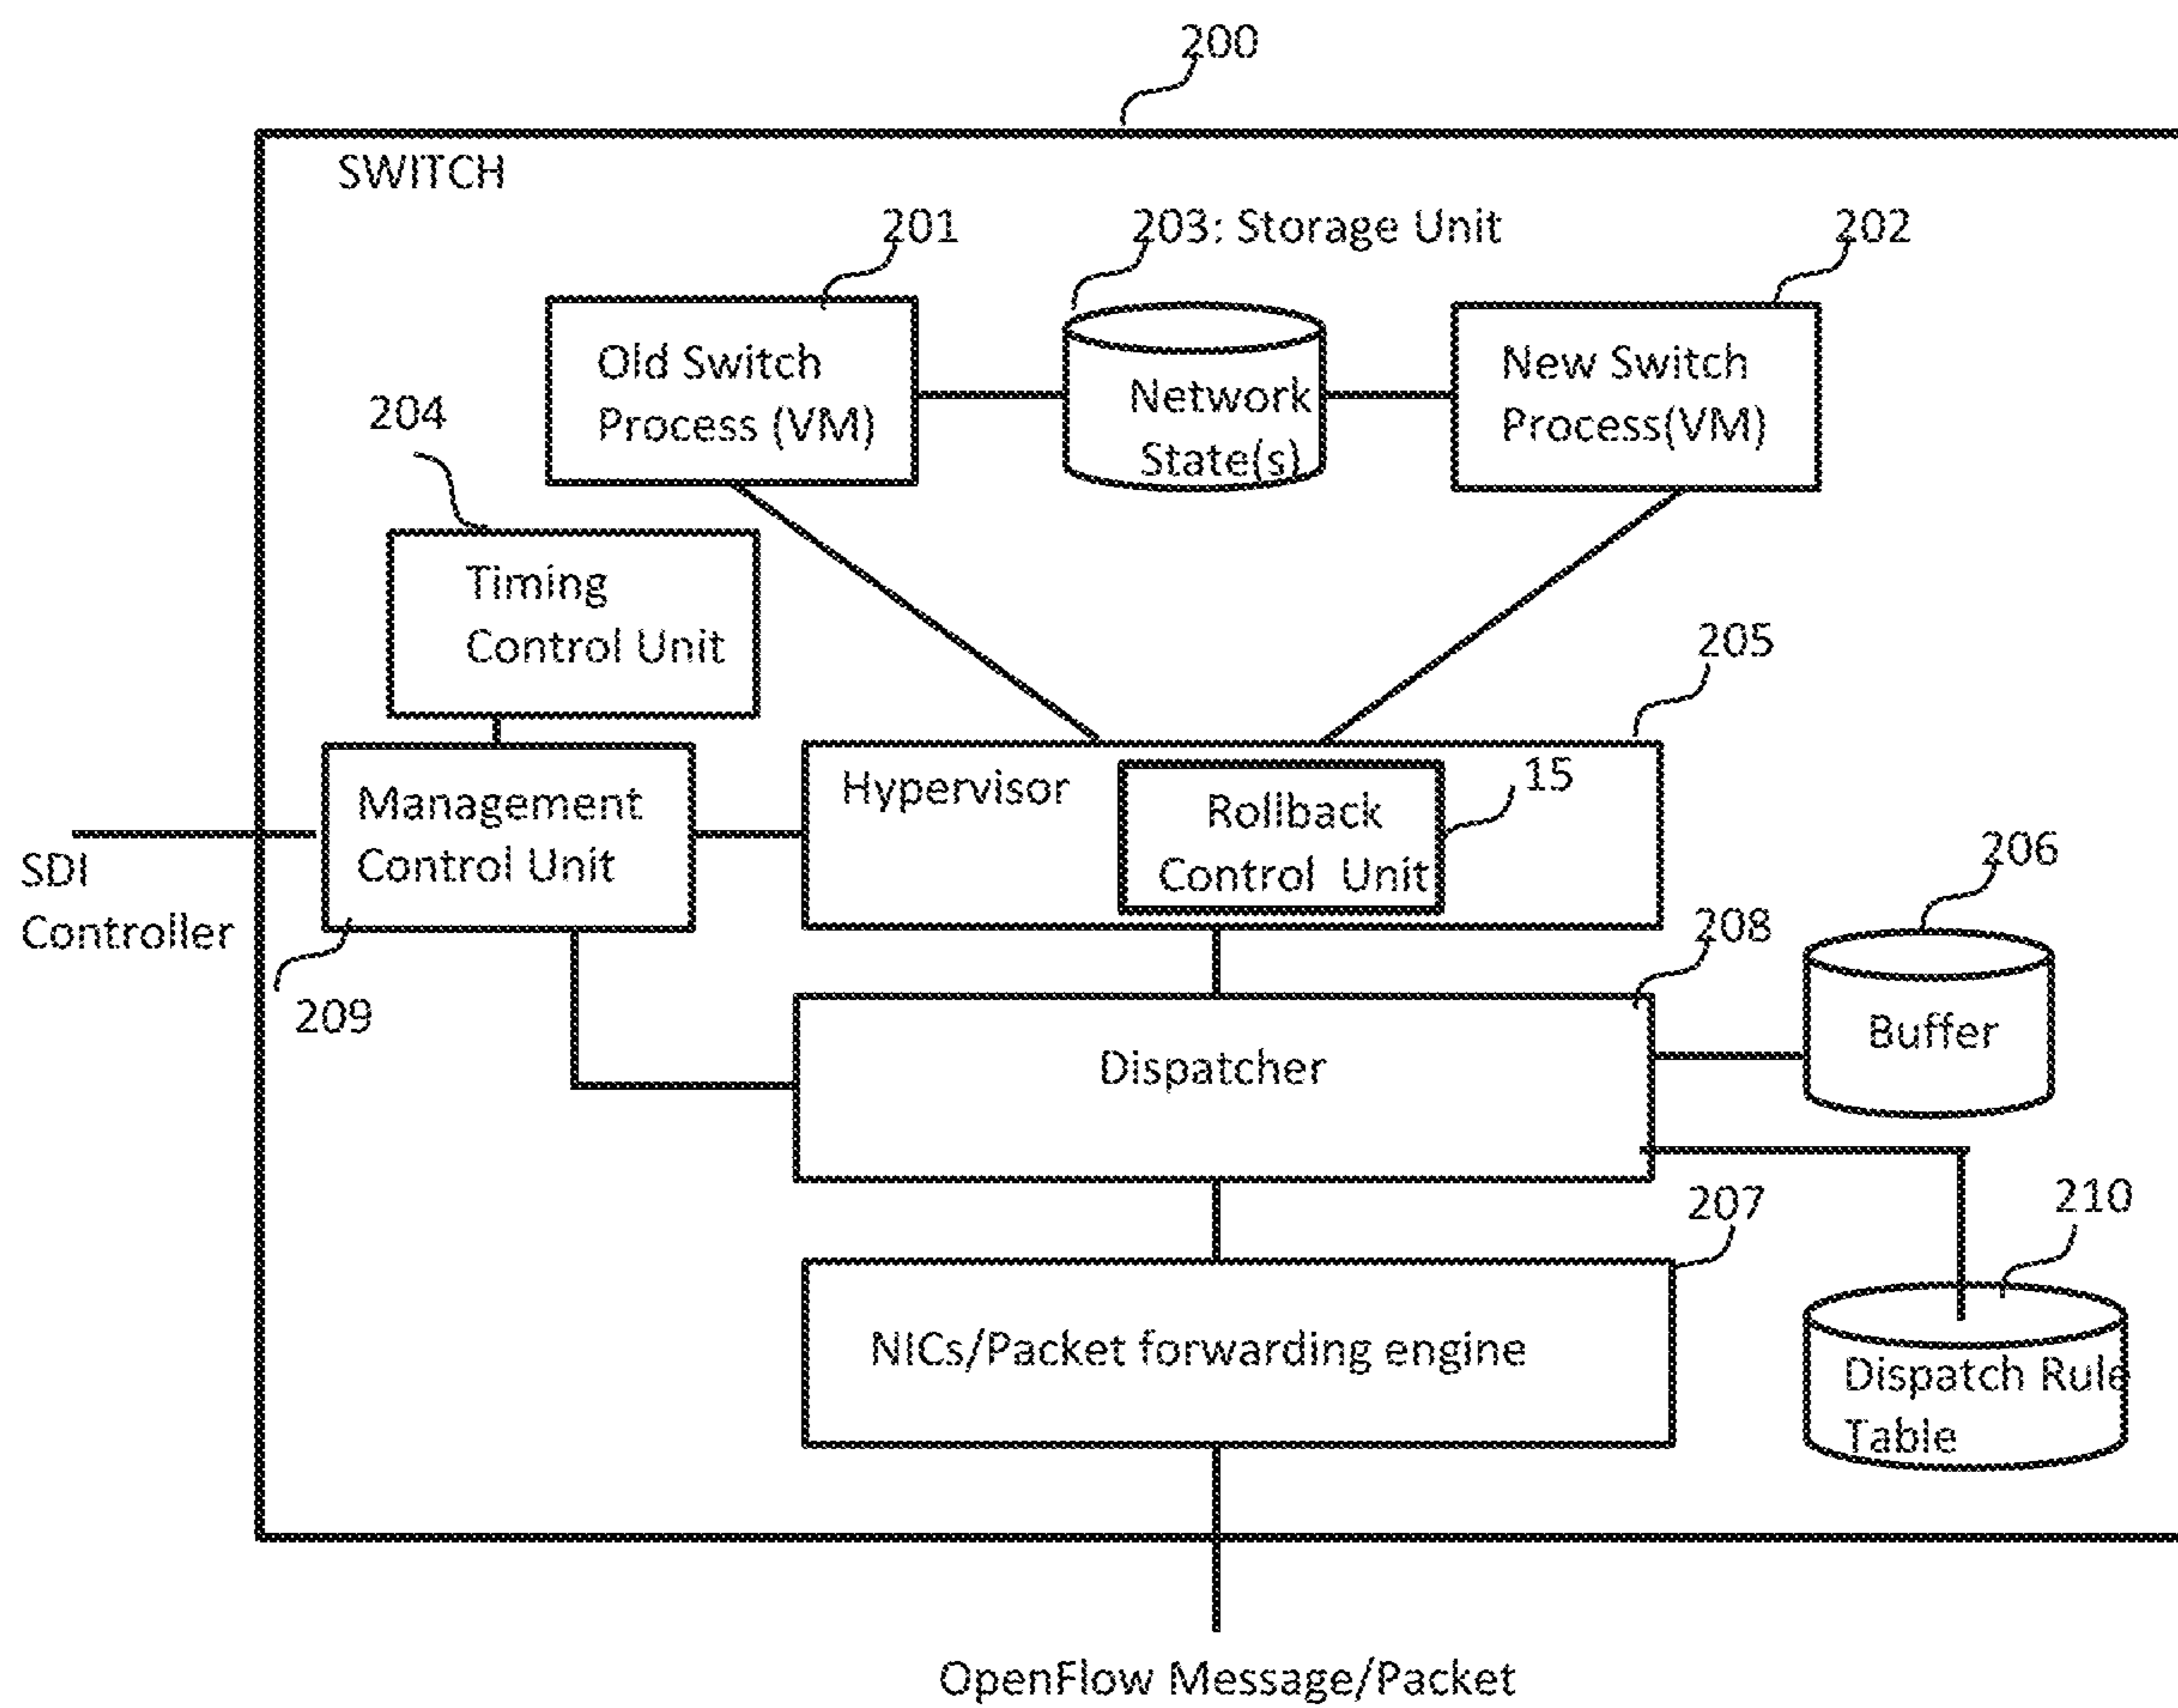 200
SWITCH
201
203: Storage Unit
202
Old Switch
Process (VM)
Network
State(s)
New Switch
Process(VM)
204
Timing
Control Unit
205
Management
Control Unit
Hypervisor
Rollback
Control Unit
15
SDI
Controller
209
206
208
Buffer
Dispatcher
207
210
NICs/Packet forwarding engine
Dispatch Rule
Table
OpenFlow Message/Packet